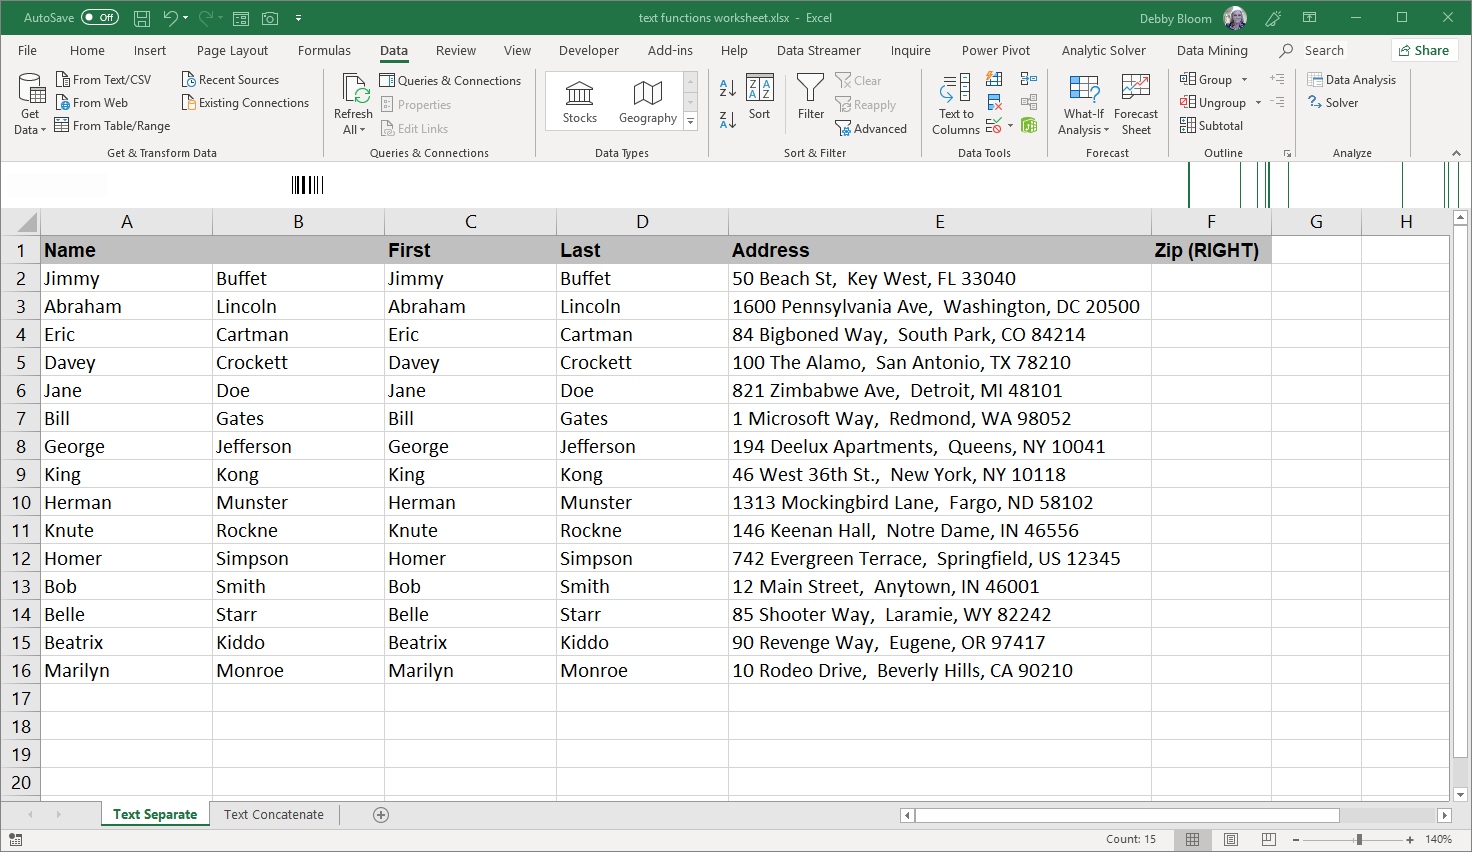 AutoSave Off text functions worksheet.xlsx - Excel Debby Bloom
File Home Insert Page Layout Formulas Data Review View Developer Add-ins Help Data Streamer Inquire Power Pivot Analytic Solver Data Mining Search Share
Get Data
From Text/CSV
From Web
From Table/Range
Recent Sources
Existing Connections
Get & Transform Data
Refresh All
Queries & Connections
Properties
Edit Links
Queries & Connections
Stocks
Geography
Data Types
Sort
Filter
Clear
Reapply
Advanced
Sort & Filter
Text to Columns
Data Tools
What-If Analysis
Forecast Sheet
Forecast
Group
Ungroup
Subtotal
Outline
Data Analysis
Solver
Analyze
A B C D E F G H
1 Name First Last Address Zip (RIGHT)
2 Jimmy Buffet Jimmy Buffet 50 Beach St, Key West, FL 33040
3 Abraham Lincoln Abraham Lincoln 1600 Pennsylvania Ave, Washington, DC 20500
4 Eric Cartman Eric Cartman 84 Bigboned Way, South Park, CO 84214
5 Davey Crockett Davey Crockett 100 The Alamo, San Antonio, TX 78210
6 Jane Doe Jane Doe 821 Zimbabwe Ave, Detroit, MI 48101
7 Bill Gates Bill Gates 1 Microsoft Way, Redmond, WA 98052
8 George Jefferson George Jefferson 194 Deelux Apartments, Queens, NY 10041
9 King Kong King Kong 46 West 36th St., New York, NY 10118
10 Herman Munster Herman Munster 1313 Mockingbird Lane, Fargo, ND 58102
11 Knute Rockne Knute Rockne 146 Keenan Hall, Notre Dame, IN 46556
12 Homer Simpson Homer Simpson 742 Evergreen Terrace, Springfield, US 12345
13 Bob Smith Bob Smith 12 Main Street, Anytown, IN 46001
14 Belle Starr Belle Starr 85 Shooter Way, Laramie, WY 82242
15 Beatrix Kiddo Beatrix Kiddo 90 Revenge Way, Eugene, OR 97417
16 Marilyn Monroe Marilyn Monroe 10 Rodeo Drive, Beverly Hills, CA 90210
17
18
19
20
Text Separate Text Concatenate
Count: 15 140%